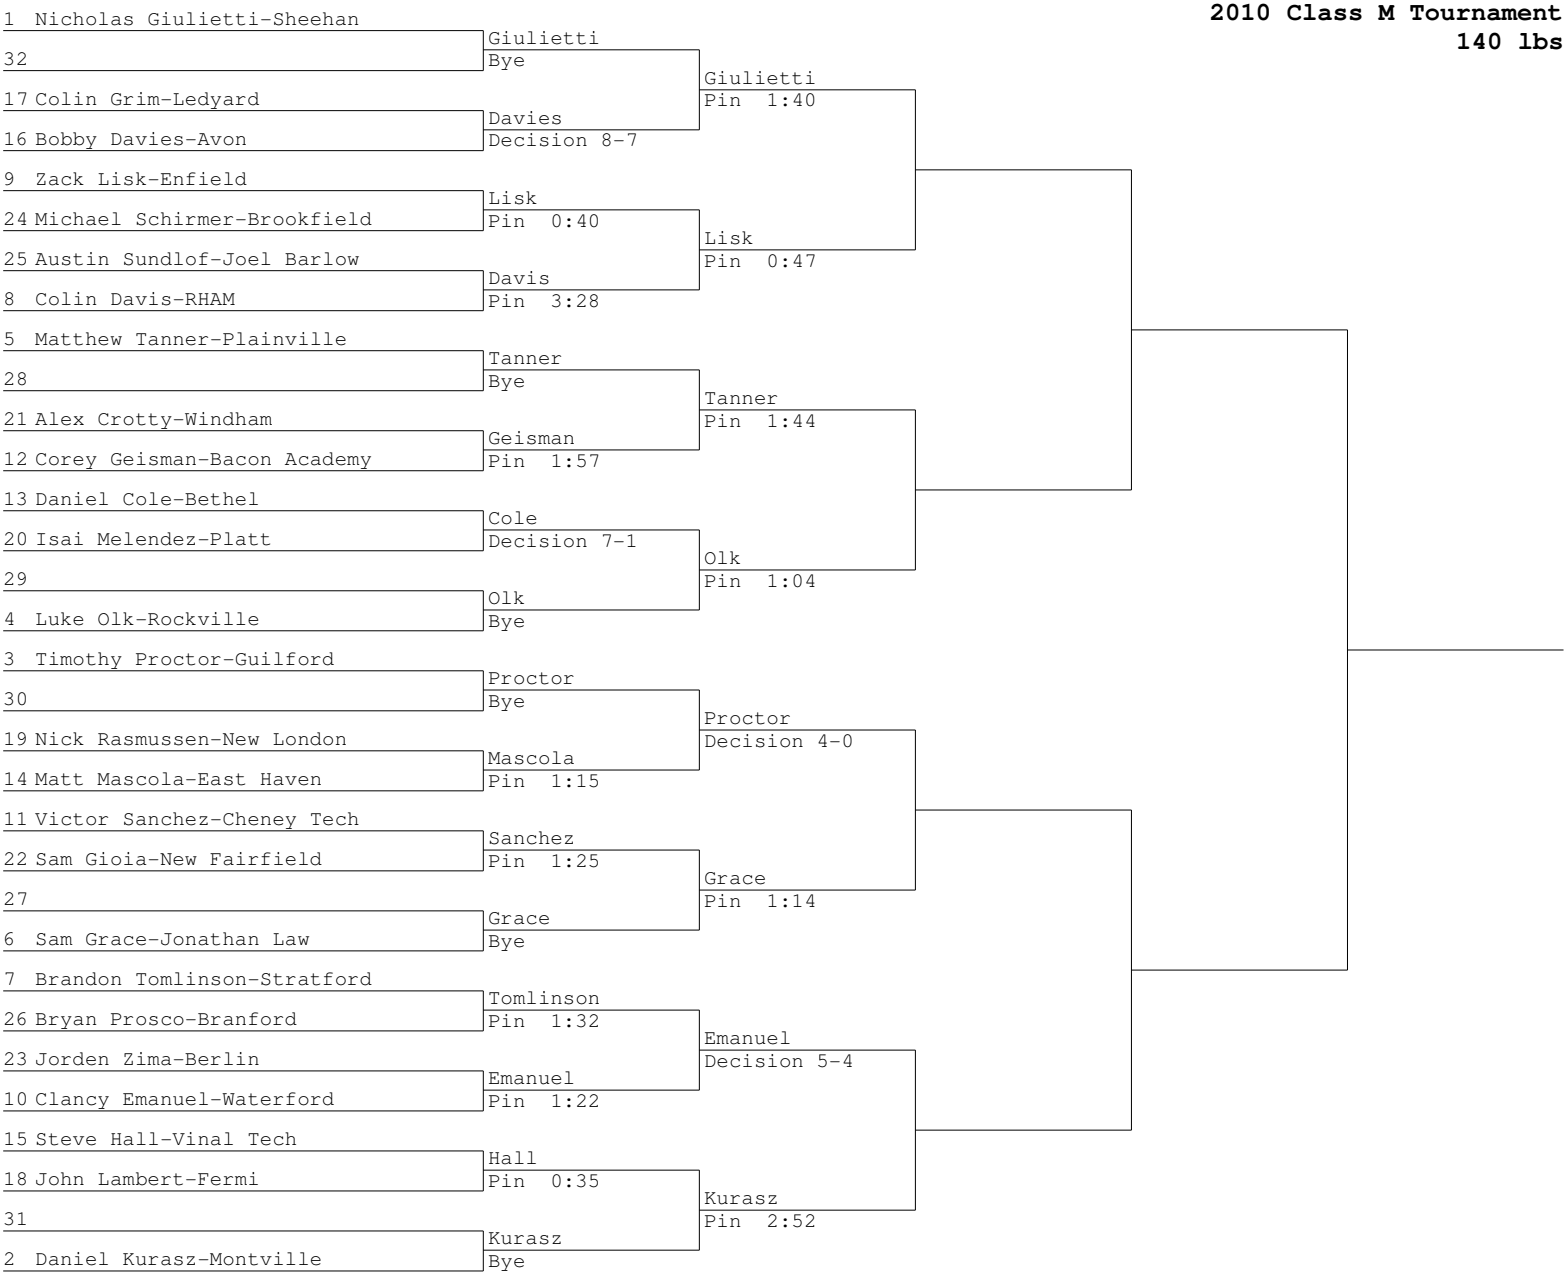 2010 Class M Tournament
140 lbs
1 Nicholas Giulietti-Sheehan
32
17 Colin Grim-Ledyard
16 Bobby Davies-Avon
9 Zack Lisk-Enfield
24 Michael Schirmer-Brookfield
25 Austin Sundlof-Joel Barlow
8 Colin Davis-RHAM
5 Matthew Tanner-Plainville
28
21 Alex Crotty-Windham
12 Corey Geisman-Bacon Academy
13 Daniel Cole-Bethel
20 Isai Melendez-Platt
29
4 Luke Olk-Rockville
3 Timothy Proctor-Guilford
30
19 Nick Rasmussen-New London
14 Matt Mascola-East Haven
11 Victor Sanchez-Cheney Tech
22 Sam Gioia-New Fairfield
27
6 Sam Grace-Jonathan Law
7 Brandon Tomlinson-Stratford
26 Bryan Prosco-Branford
23 Jorden Zima-Berlin
10 Clancy Emanuel-Waterford
15 Steve Hall-Vinal Tech
18 John Lambert-Fermi
31
2 Daniel Kurasz-Montville
Giulietti
Bye
Davies
Decision 8-7
Lisk
Pin 0:40
Davis
Pin 3:28
Tanner
Bye
Geisman
Pin 1:57
Cole
Decision 7-1
Olk
Bye
Proctor
Bye
Mascola
Pin 1:15
Sanchez
Pin 1:25
Grace
Bye
Tomlinson
Pin 1:32
Emanuel
Pin 1:22
Hall
Pin 0:35
Kurasz
Bye
Giulietti
Pin 1:40
Lisk
Pin 0:47
Tanner
Pin 1:44
Olk
Pin 1:04
Proctor
Decision 4-0
Grace
Pin 1:14
Emanuel
Decision 5-4
Kurasz
Pin 2:52